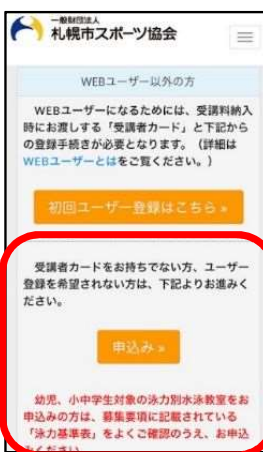 一般財団法人
札幌市スポーツ協会
WEBユーザー以外の方
WEBユーザーになるためには、受講料納入
時にお渡しする「受講者カード」と下記から
の登録手続きが必要となります。（詳細は
WEBユーザーとはをご覧ください。）
初回ユーザー登録はこちら »
受講者カードをお持ちでない方、ユーザー
登録を希望されない方は、下記よりお進みく
ださい。
申込み »
幼児、小中学生対象の泳力別水泳教室をお
申込みの方は、募集要項に記載されている
「泳力基準表」をよくご確認のうえ、お申込
みください